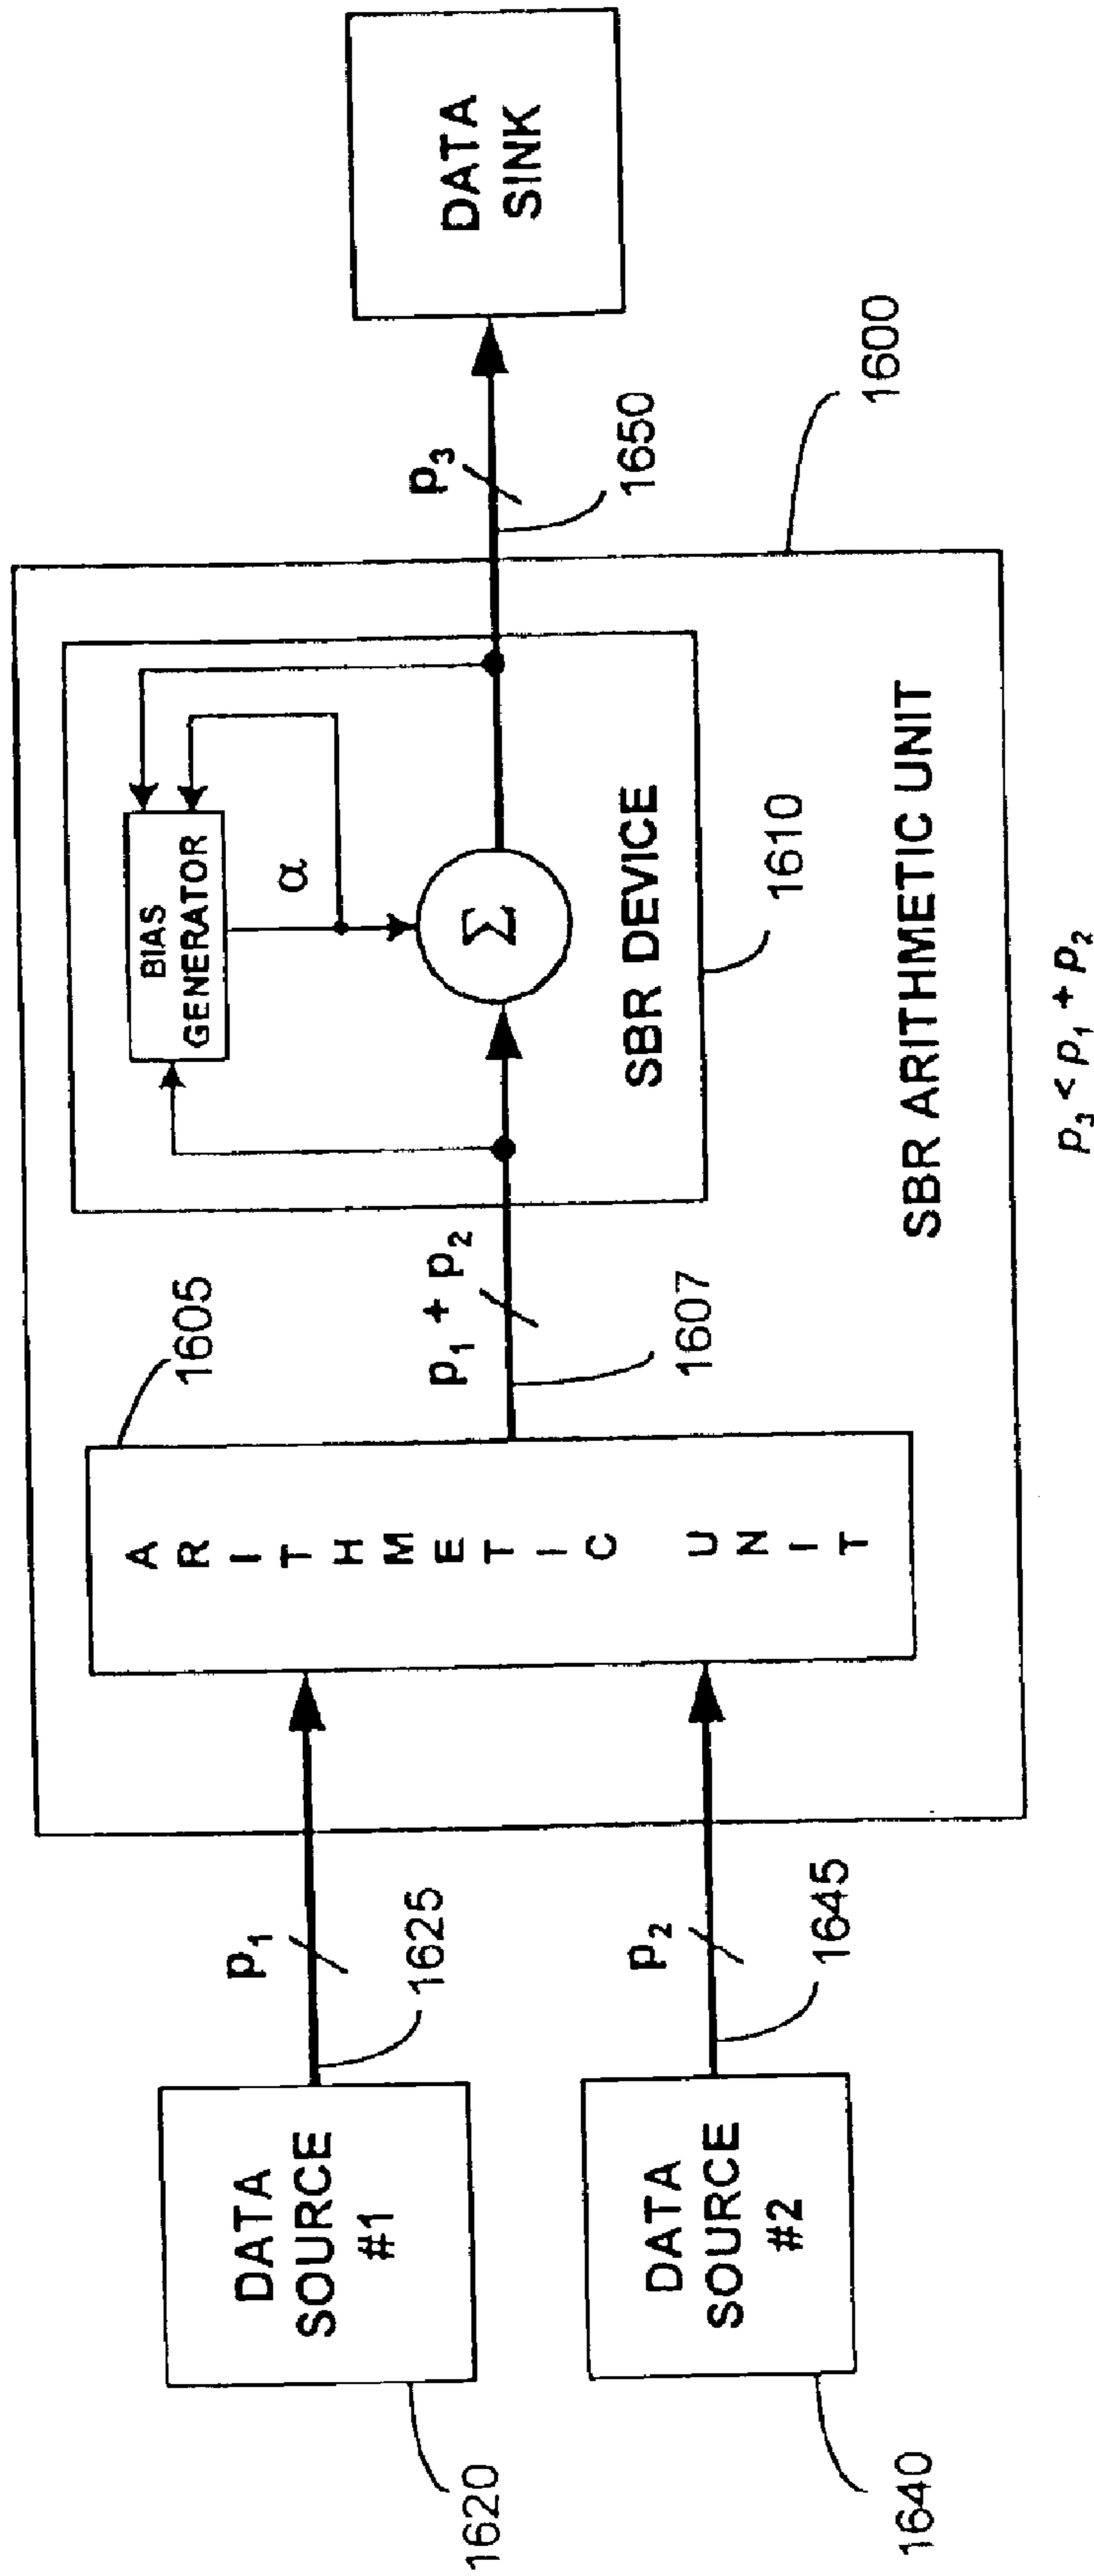 DATA
SOURCE
#1
1620
p₁
1625
DATA
SOURCE
#2
1640
p₂
1645
ARITHMETIC UNIT
1605
p₁ + p₂
1607
BIAS
GENERATOR
α
Σ
SBR DEVICE
1610
SBR ARITHMETIC UNIT
1600
p₃
1650
DATA
SINK
p₃ < p₁ + p₂